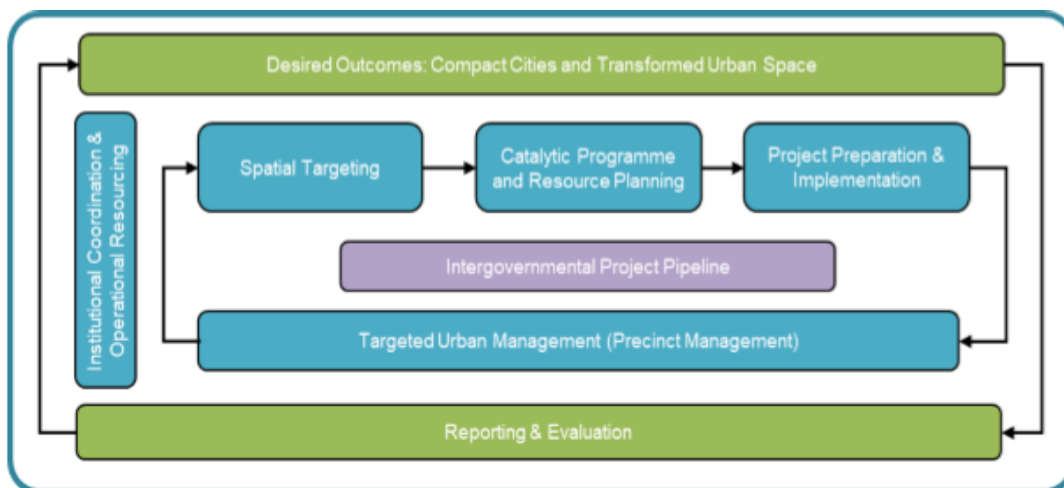 Desired Outcomes: Compact Cities and Transformed Urban Space
Institutional Coordination &
Operational Resourcing
Spatial Targeting
Catalytic Programme
and Resource Planning
Project Preparation &
Implementation
Intergovernmental Project Pipeline
Targeted Urban Management (Precinct Management)
Reporting & Evaluation